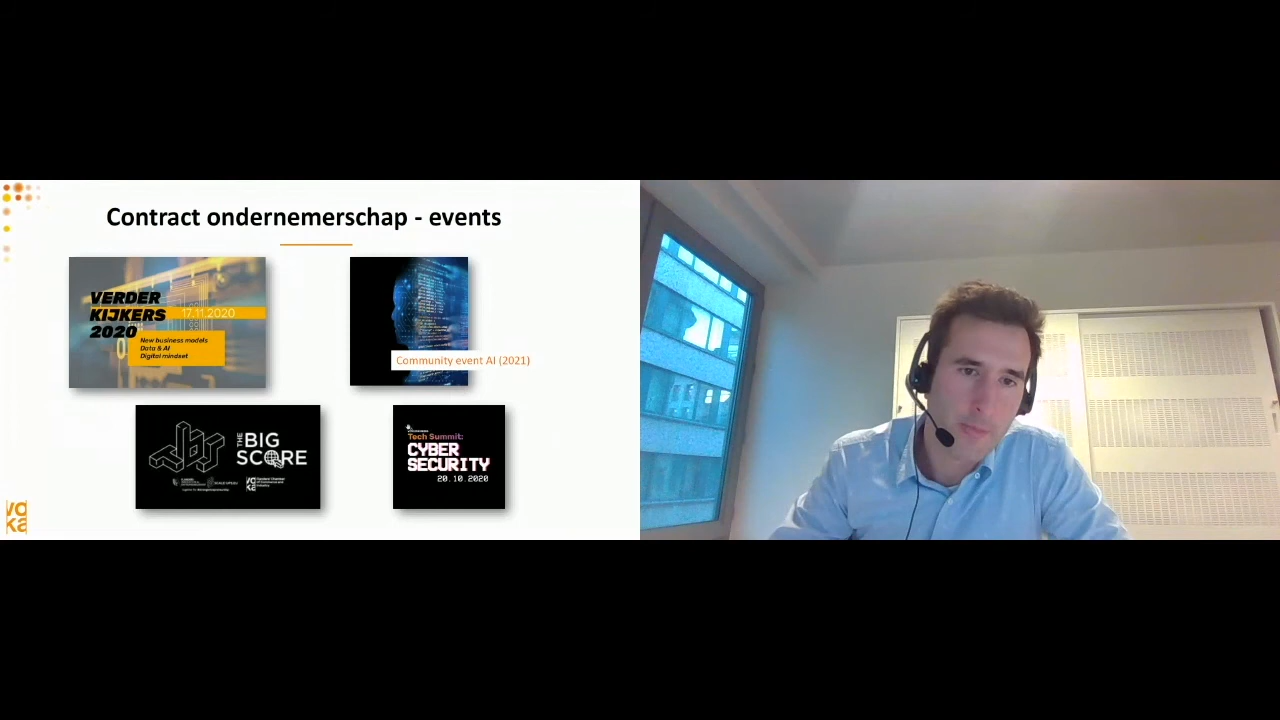 Contract ondernemerschap - events
VERDER
KIJKERS
2020
17.11.2020
New business models
Data & AI
Digital mindset
Community event AI (2021)
THE BIG
SCORE
Tech Summit:
CYBER
SECURITY
20.10.2020
voka